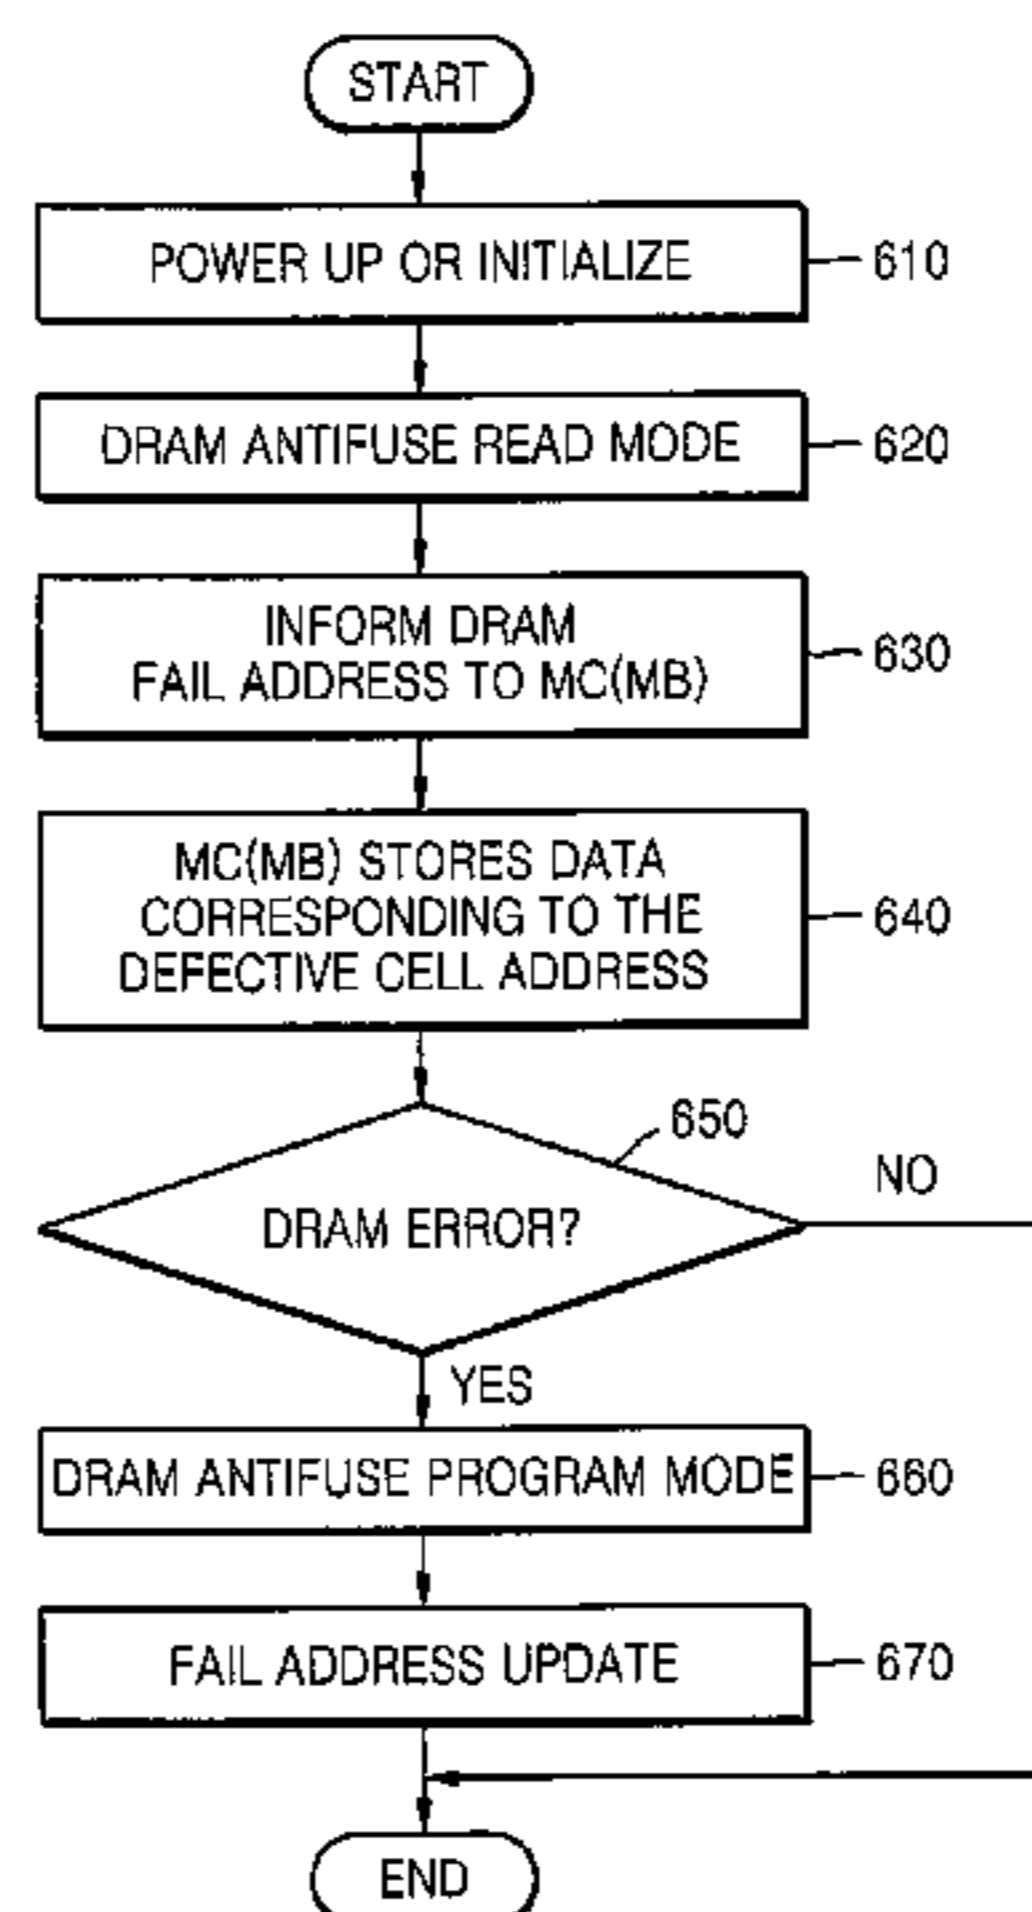 START
POWER UP OR INITIALIZE
610
DRAM ANTIFUSE READ MODE
620
INFORM DRAM
FAIL ADDRESS TO MC(MB)
630
MC(MB) STORES DATA
CORRESPONDING TO THE
DEFECTIVE CELL ADDRESS
640
650
NO
DRAM ERROR?
YES
DRAM ANTIFUSE PROGRAM MODE
660
FAIL ADDRESS UPDATE
670
END